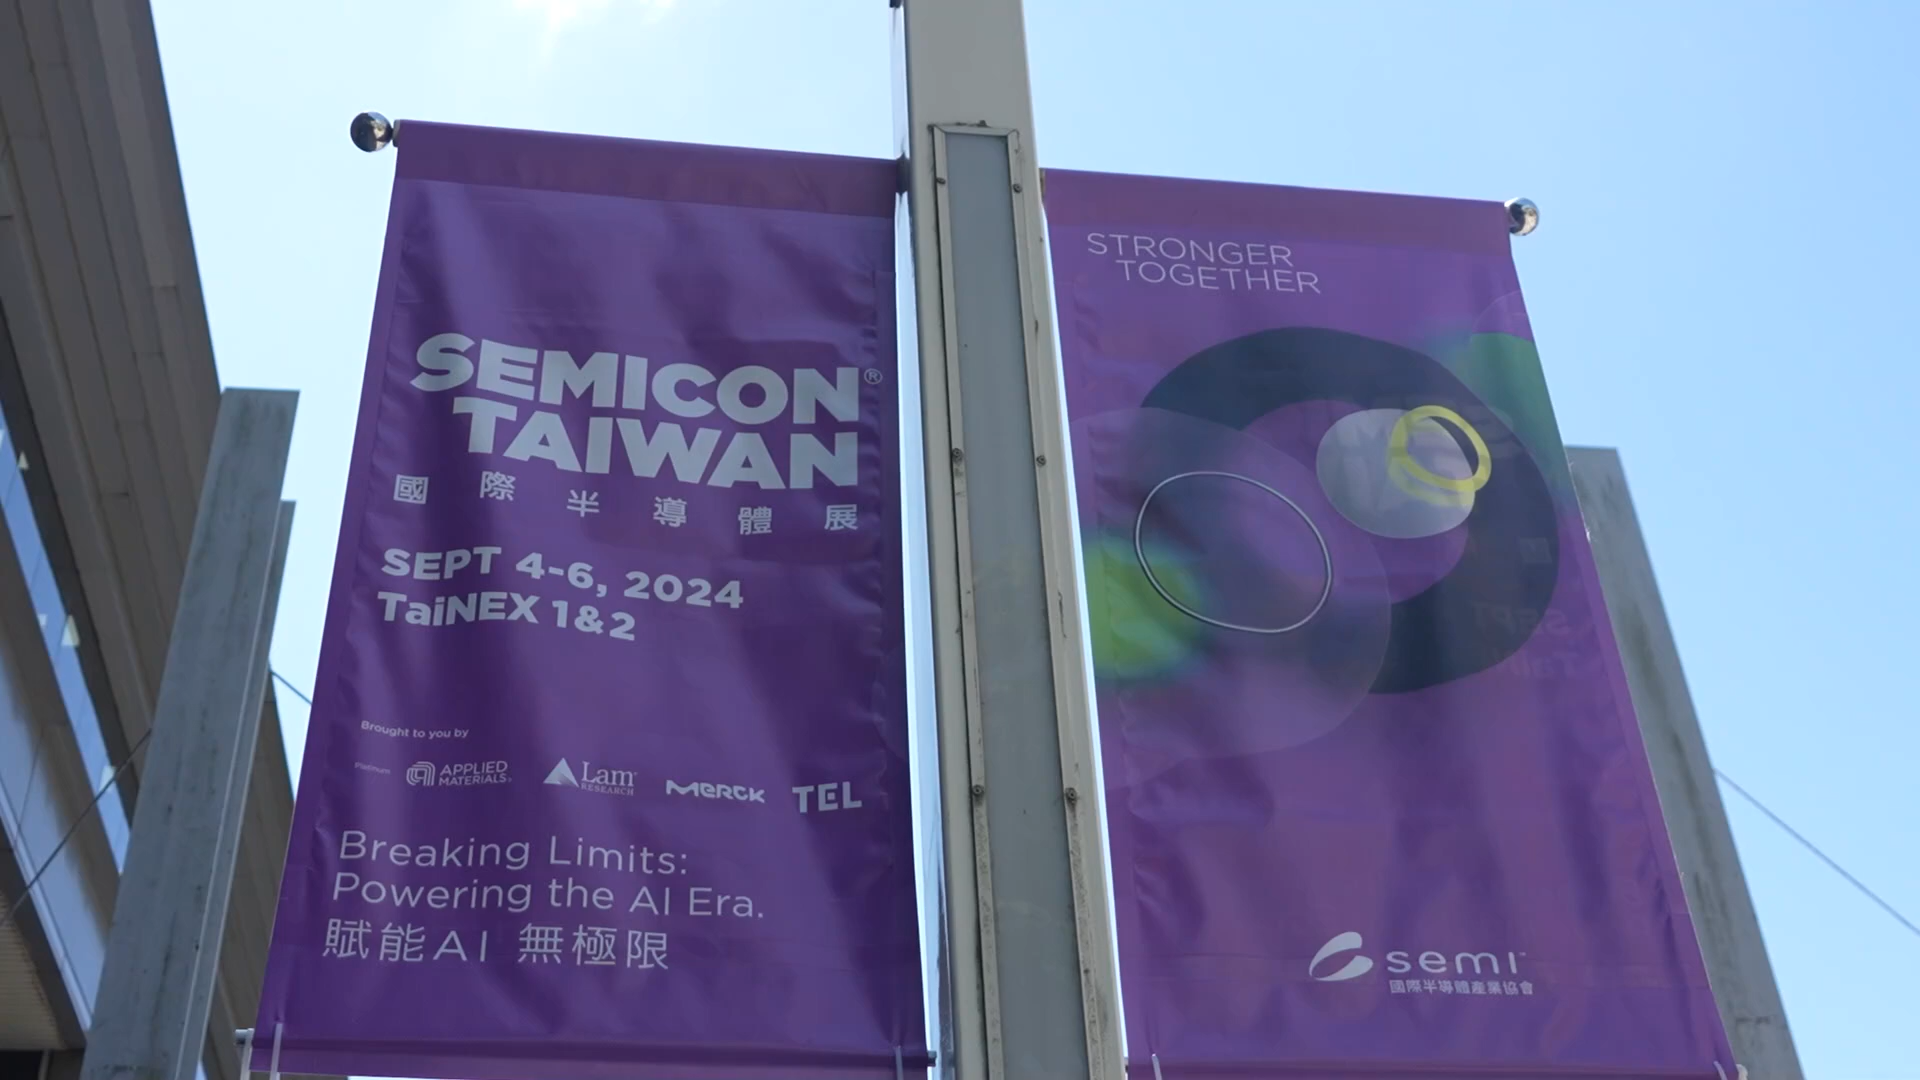 SEMICON®
TAIWAN
國際半導體展
SEPT 4-6, 2024
TaiNEX 1&2
Brought to you by
Platinum
APPLIED
MATERIALS®
Lam®
RESEARCH
MERCK
TEL
Breaking Limits:
Powering the AI Era.
賦能AI 無極限
STRONGER
TOGETHER
semi™
國際半導體產業協會